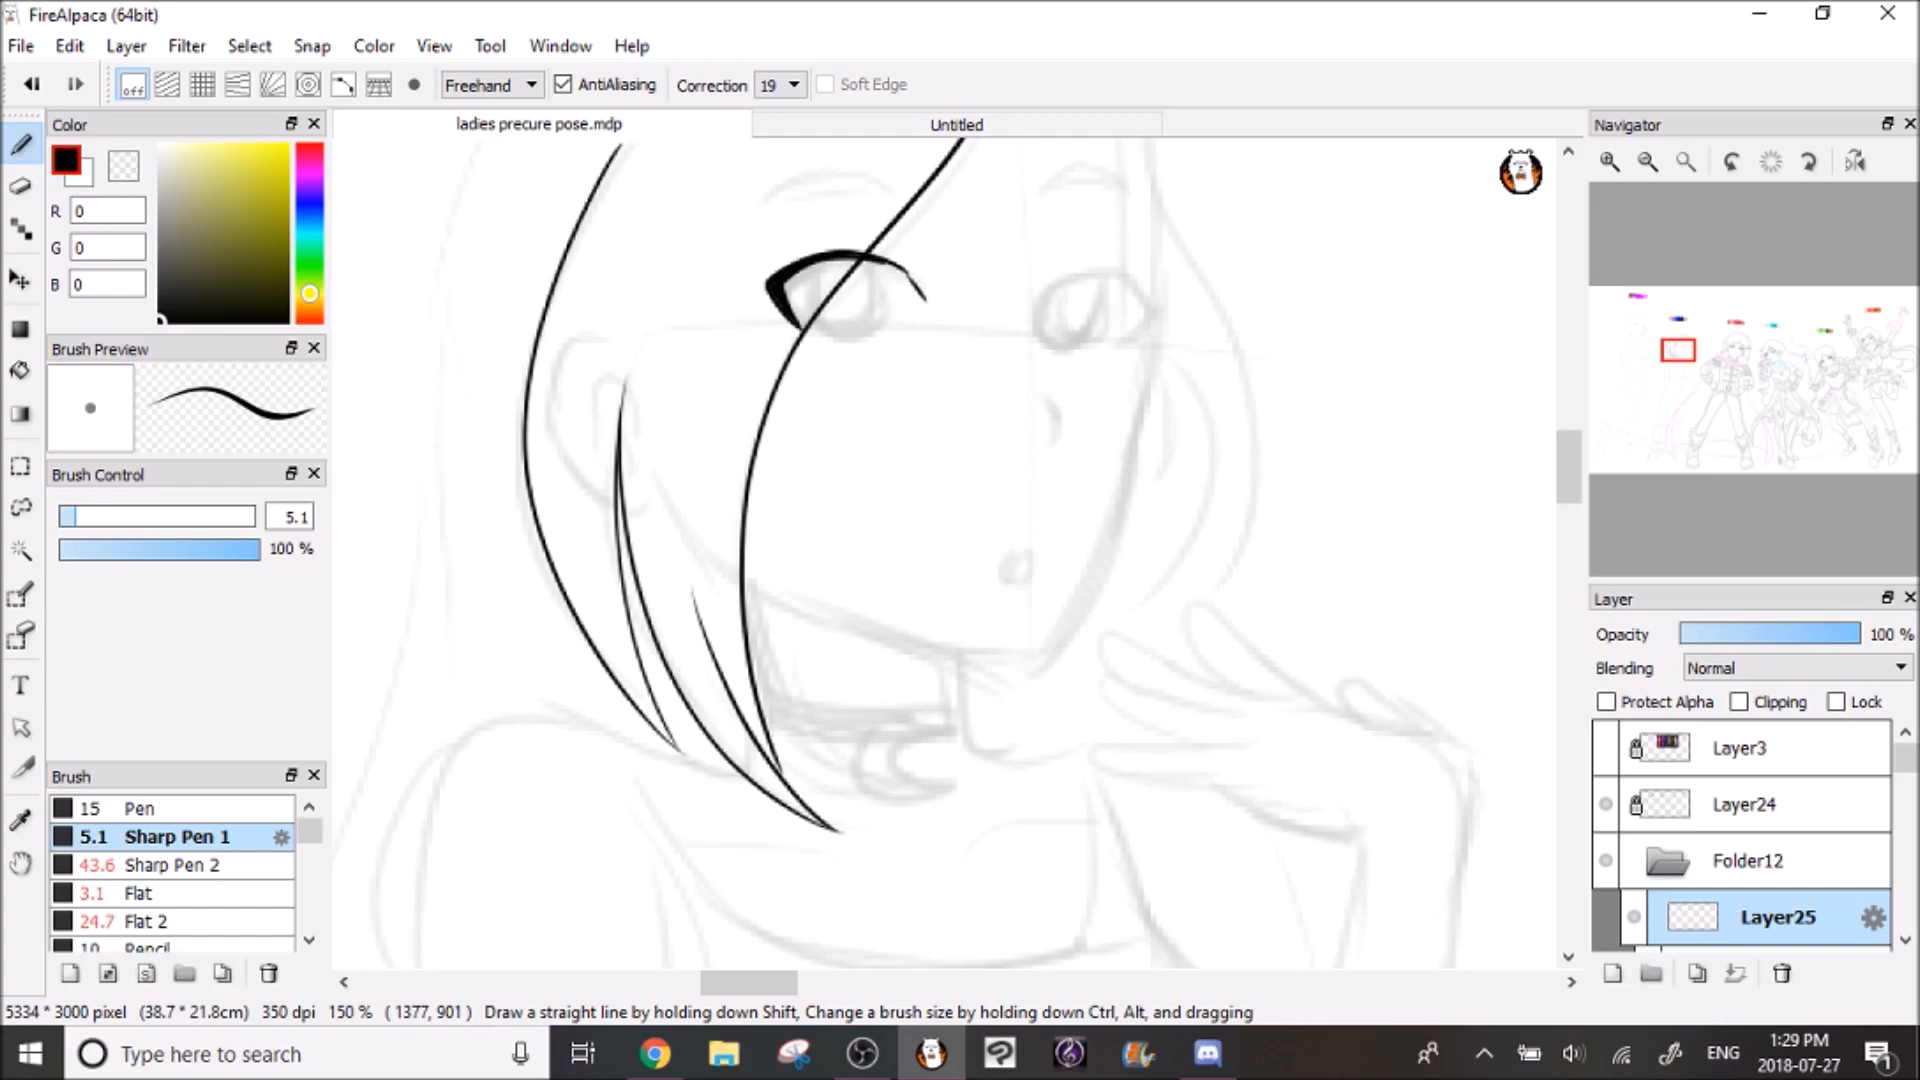 FireAlpaca (64bit)
File Edit Layer Filter Select Snap Color View Tool Window Help
off Freehand AntiAliasing Correction 19 Soft Edge
Color
ladies precure pose.mdp
Untitled
Navigator
R 0
G 0
B 0
Brush Preview
Brush Control
5.1
100 %
Brush
15 Pen
5.1 Sharp Pen 1
43.6 Sharp Pen 2
3.1 Flat
24.7 Flat 2
10 Pencil
Layer
Opacity 100 %
Blending Normal
Protect Alpha Clipping Lock
Layer3
Layer24
Folder12
Layer25
5334 * 3000 pixel (38.7 * 21.8cm) 350 dpi 150 % ( 1377, 901 ) Draw a straight line by holding down Shift, Change a brush size by holding down Ctrl, Alt, and dragging
Type here to search
ENG
1:29 PM
2018-07-27
1